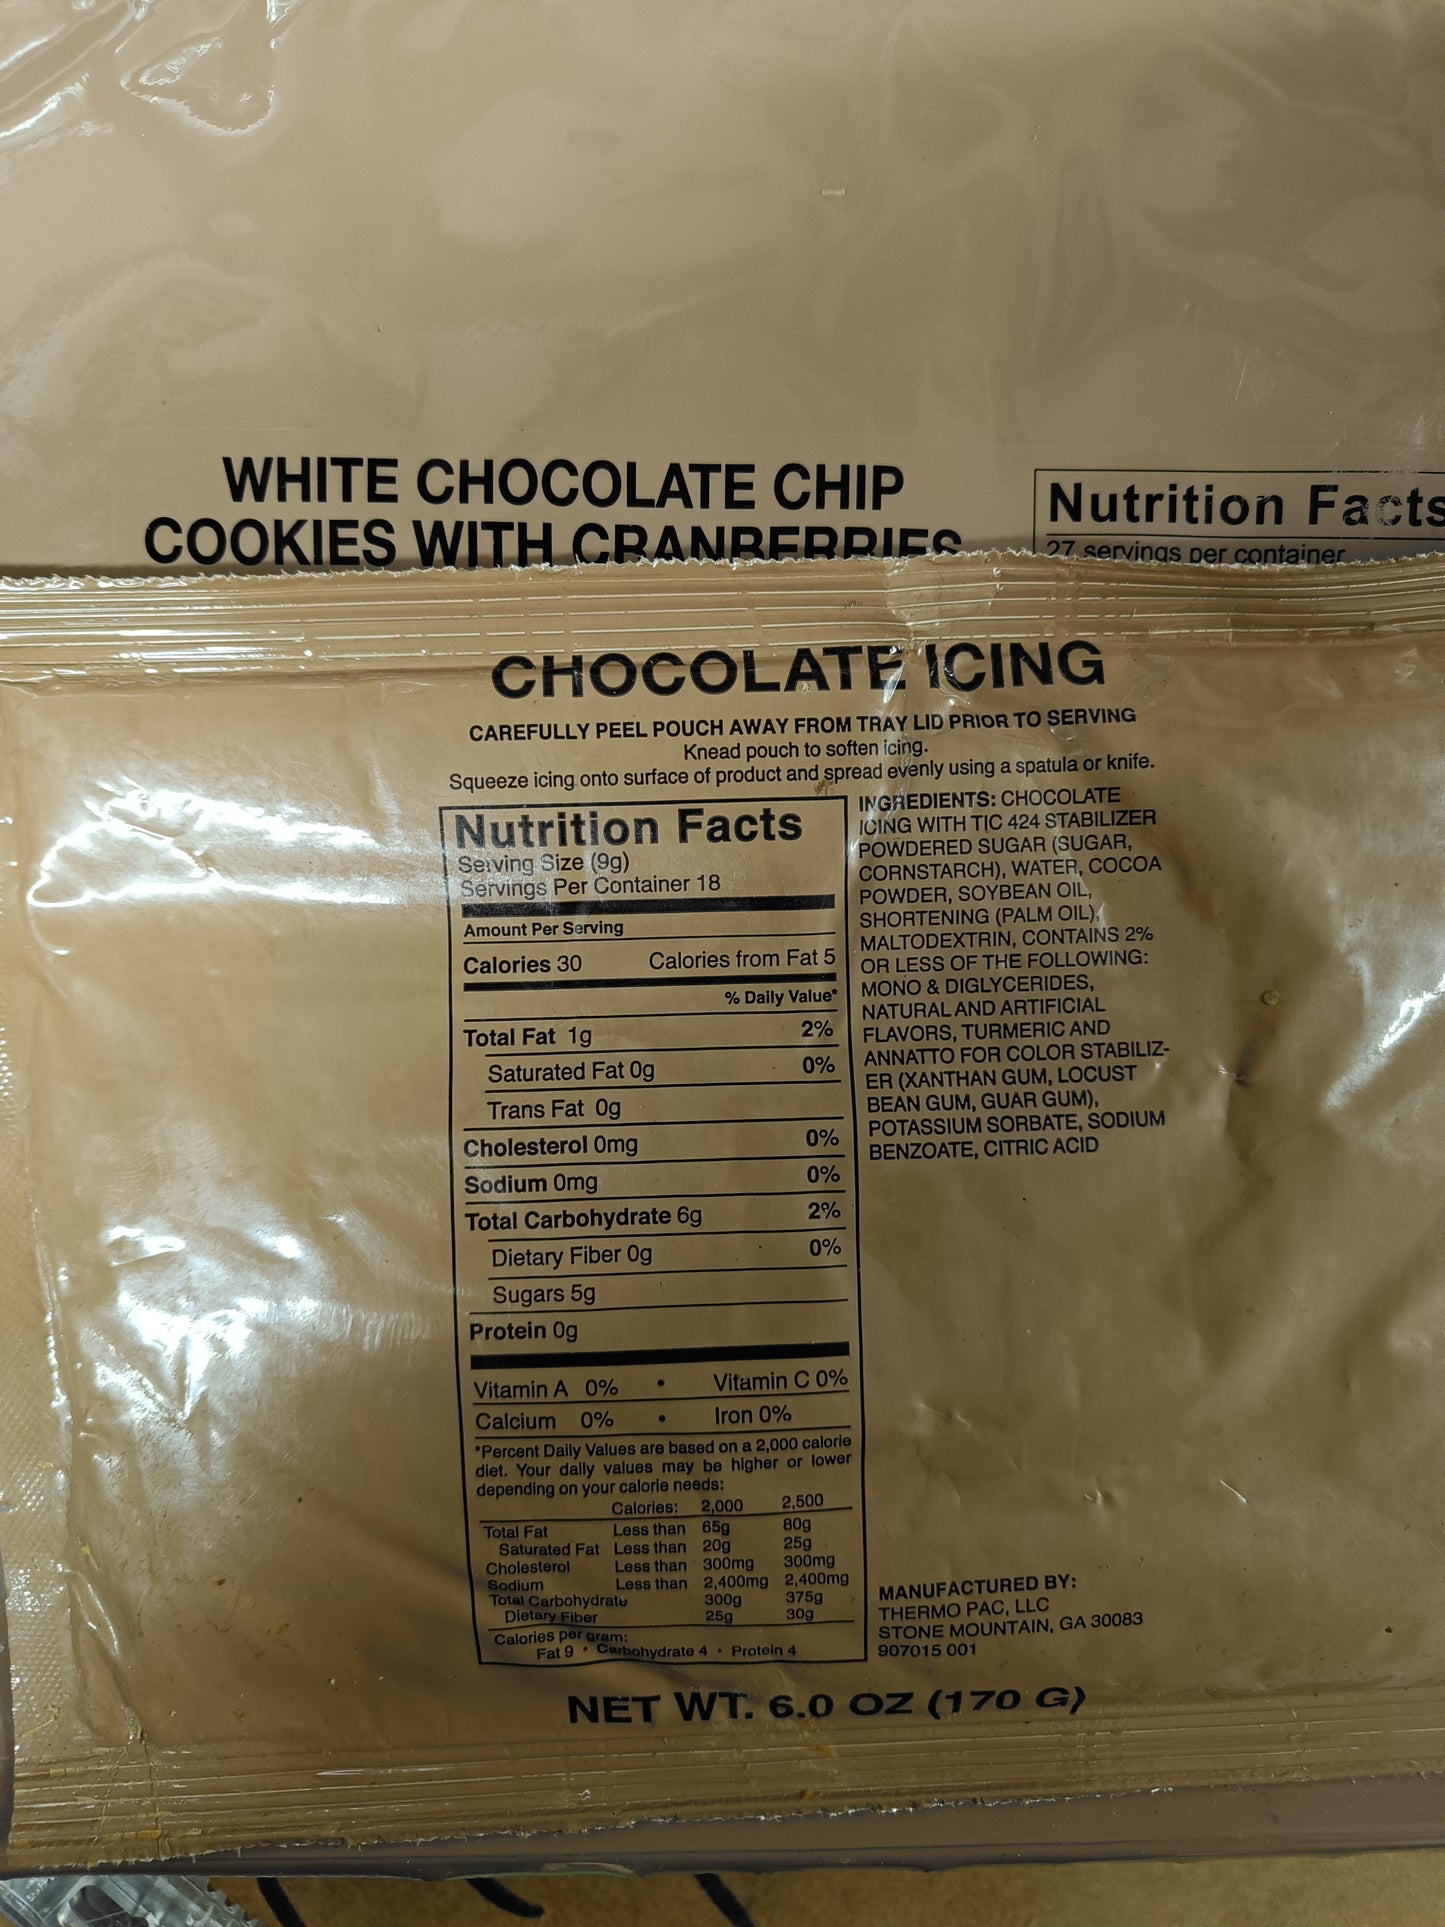 WHITE CHOCOLATE CHIP
COOKIES WITH CRANBERRIES
Nutrition Facts
27 servings per container
CHOCOLATE ICING
CAREFULLY PEEL POUCH AWAY FROM TRAY LID PRIOR TO SERVING
Knead pouch to soften icing.
Squeeze icing onto surface of product and spread evenly using a spatula or knife.
Nutrition Facts
Serving Size (9g)
Servings Per Container 18
Amount Per Serving
Calories 30 Calories from Fat 5
% Daily Value*
Total Fat 1g 2%
Saturated Fat 0g 0%
Trans Fat 0g
Cholesterol 0mg 0%
Sodium 0mg 0%
Total Carbohydrate 6g 2%
Dietary Fiber 0g 0%
Sugars 5g
Protein 0g
Vitamin A 0% • Vitamin C 0%
Calcium 0% • Iron 0%
*Percent Daily Values are based on a 2,000 calorie
diet. Your daily values may be higher or lower
depending on your calorie needs:
Calories: 2,000 2,500
Total Fat Less than 65g 80g
Saturated Fat Less than 20g 25g
Cholesterol Less than 300mg 300mg
Sodium Less than 2,400mg 2,400mg
Total Carbohydrate 300g 375g
Dietary Fiber 25g 30g
Calories per gram:
Fat 9 • Carbohydrate 4 • Protein 4
INGREDIENTS: CHOCOLATE
ICING WITH TIC 424 STABILIZER
POWDERED SUGAR (SUGAR,
CORNSTARCH), WATER, COCOA
POWDER, SOYBEAN OIL,
SHORTENING (PALM OIL),
MALTODEXTRIN, CONTAINS 2%
OR LESS OF THE FOLLOWING:
MONO & DIGLYCERIDES,
NATURAL AND ARTIFICIAL
FLAVORS, TURMERIC AND
ANNATTO FOR COLOR STABILIZ-
ER (XANTHAN GUM, LOCUST
BEAN GUM, GUAR GUM),
POTASSIUM SORBATE, SODIUM
BENZOATE, CITRIC ACID
MANUFACTURED BY:
THERMO PAC, LLC
STONE MOUNTAIN, GA 30083
907015 001
NET WT. 6.0 OZ (170 G)